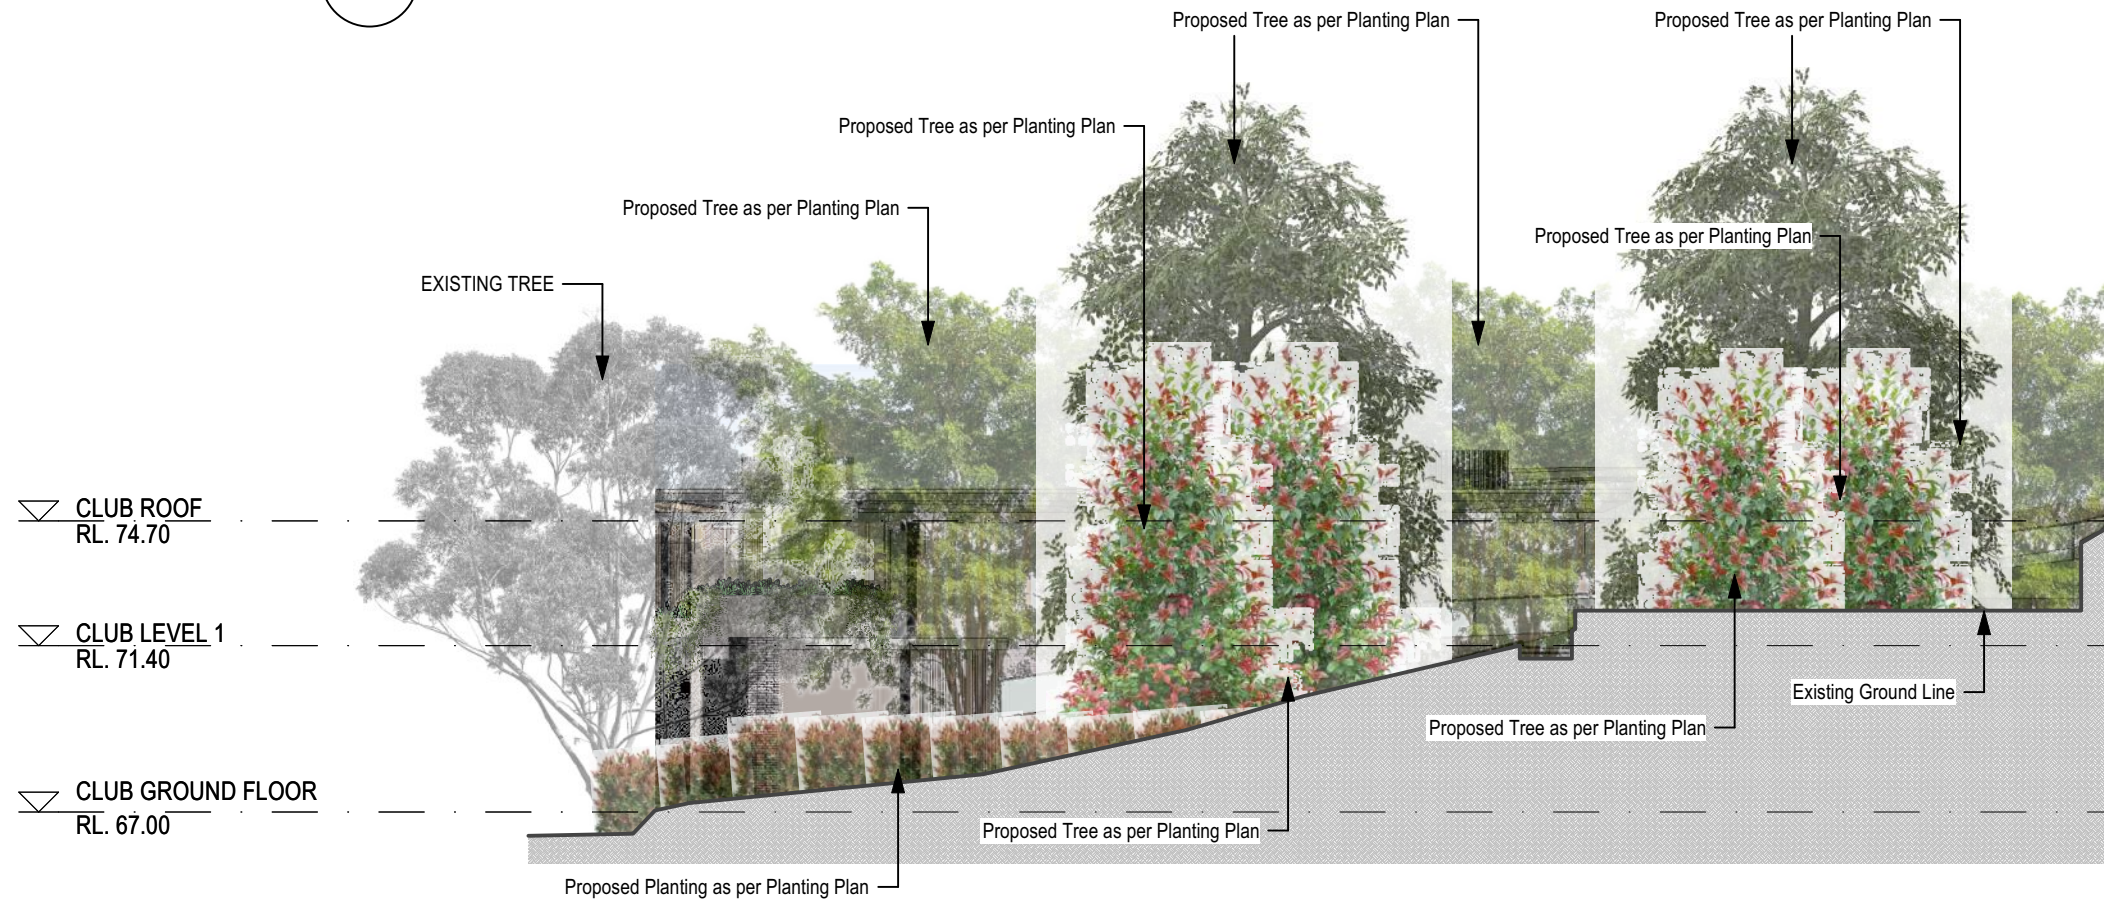 Proposed Tree as per Planting Plan
Proposed Tree as per Planting Plan
Proposed Tree as per Planting Plan
Proposed Tree as per Planting Plan
Proposed Tree as per Planting Plan
EXISTING TREE
CLUB ROOF
RL. 74.70
CLUB LEVEL 1
RL. 71.40
Existing Ground Line
Proposed Tree as per Planting Plan
CLUB GROUND FLOOR
RL. 67.00
Proposed Tree as per Planting Plan
Proposed Planting as per Planting Plan